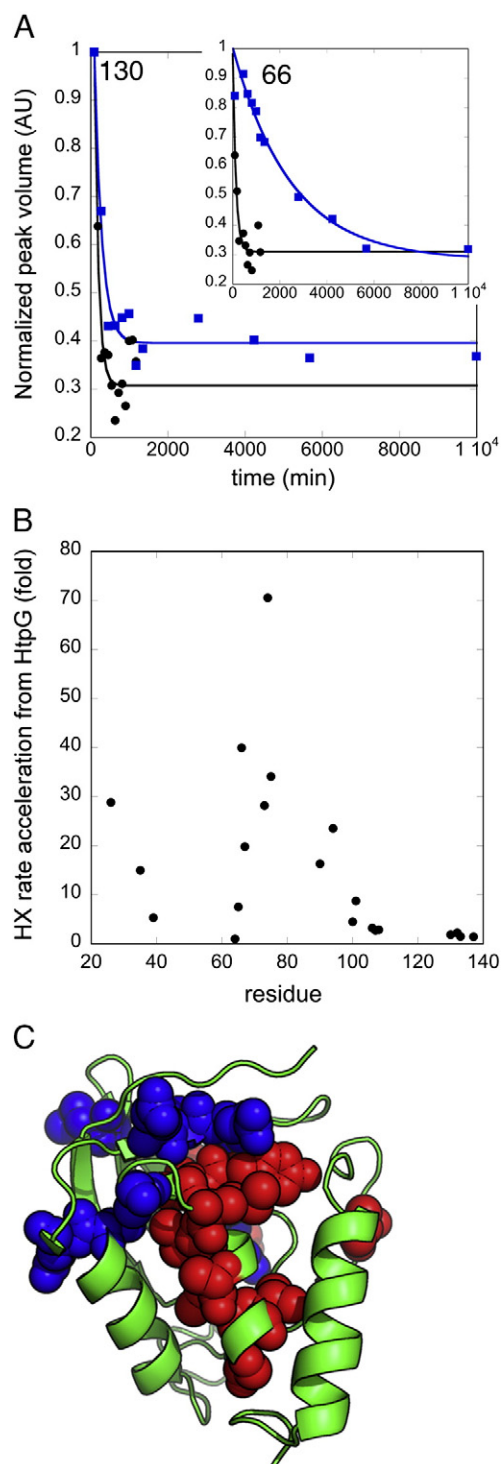 A
130
66
1
0.9
0.8
0.7
0.6
0.5
0.4
0.3
0.2
Normalized peak volume (AU)
0 2000 4000 6000 8000 1 10⁴
time (min)
1
0.9
0.8
0.7
0.6
0.5
0.4
0.3
0.2
0 2000 4000 6000 8000 1 10⁴
B
HX rate acceleration from HtpG (fold)
80
70
60
50
40
30
20
10
0
20 40 60 80 100 120 140
residue
C